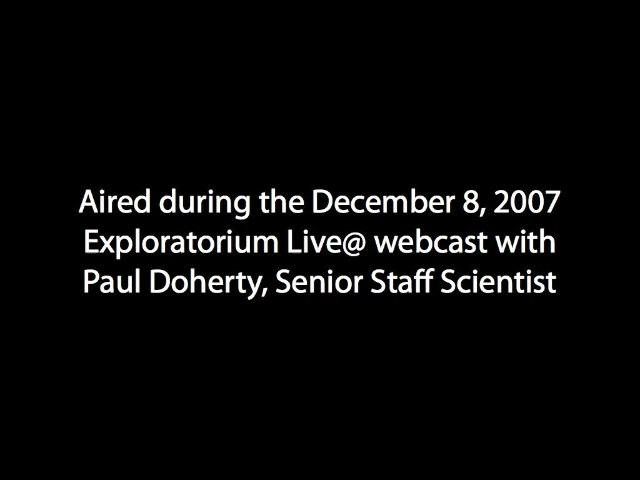 Aired during the December 8, 2007
Exploratorium Live@ webcast with
Paul Doherty, Senior Staff Scientist